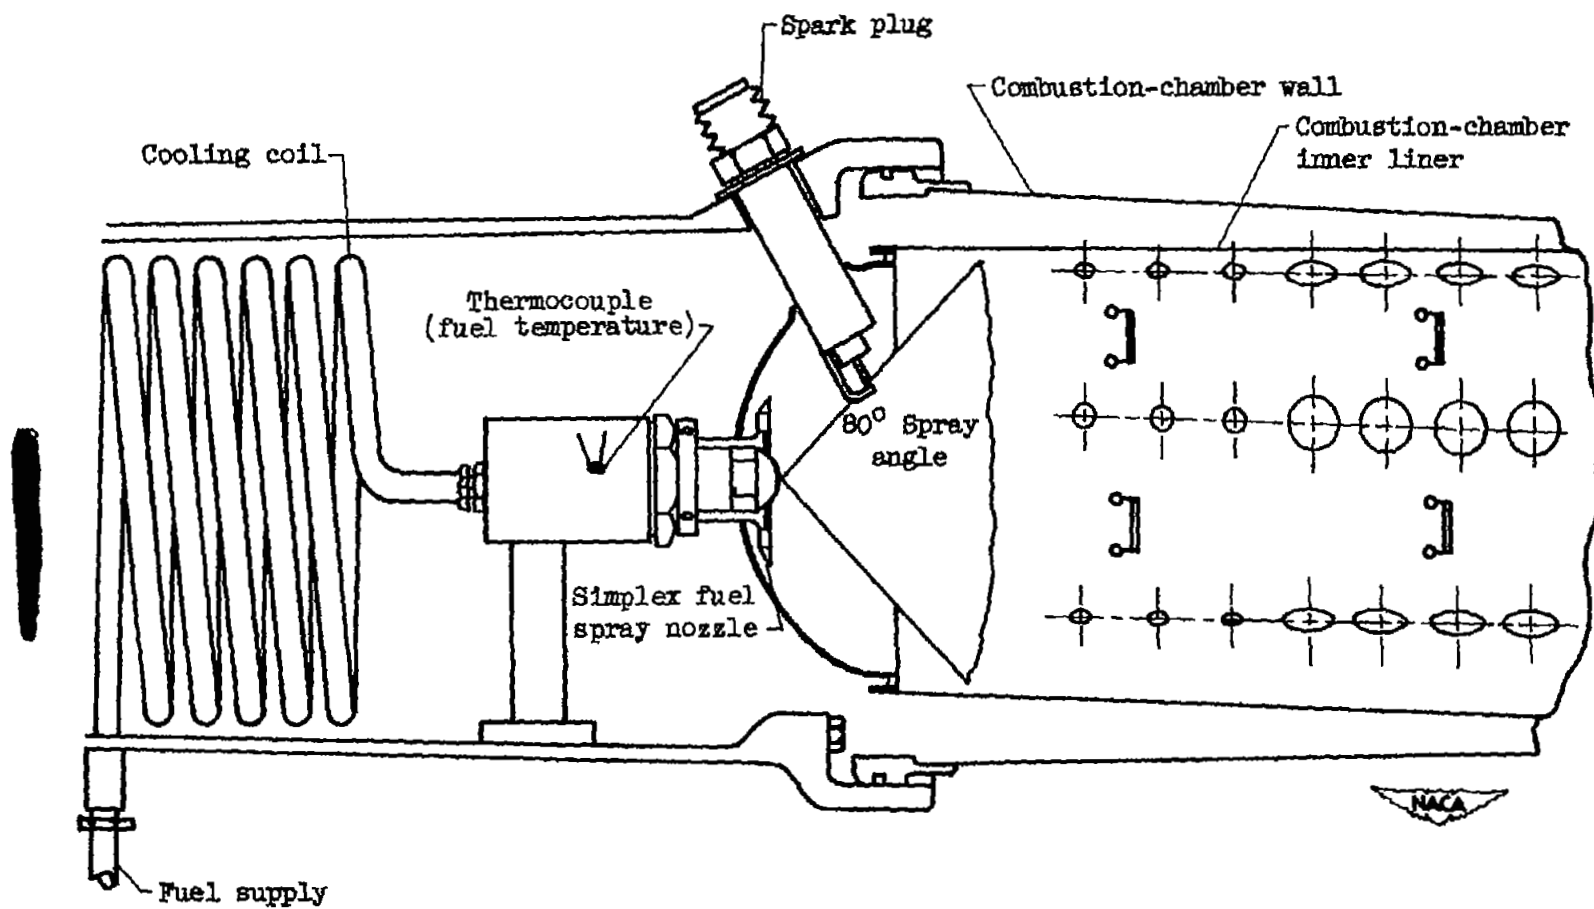 Spark plug
Combustion-chamber wall
Combustion-chamber
inner liner
Cooling coil
Thermocouple
(fuel temperature)
80° Spray
angle
Simplex fuel
spray nozzle
NACA
Fuel supply